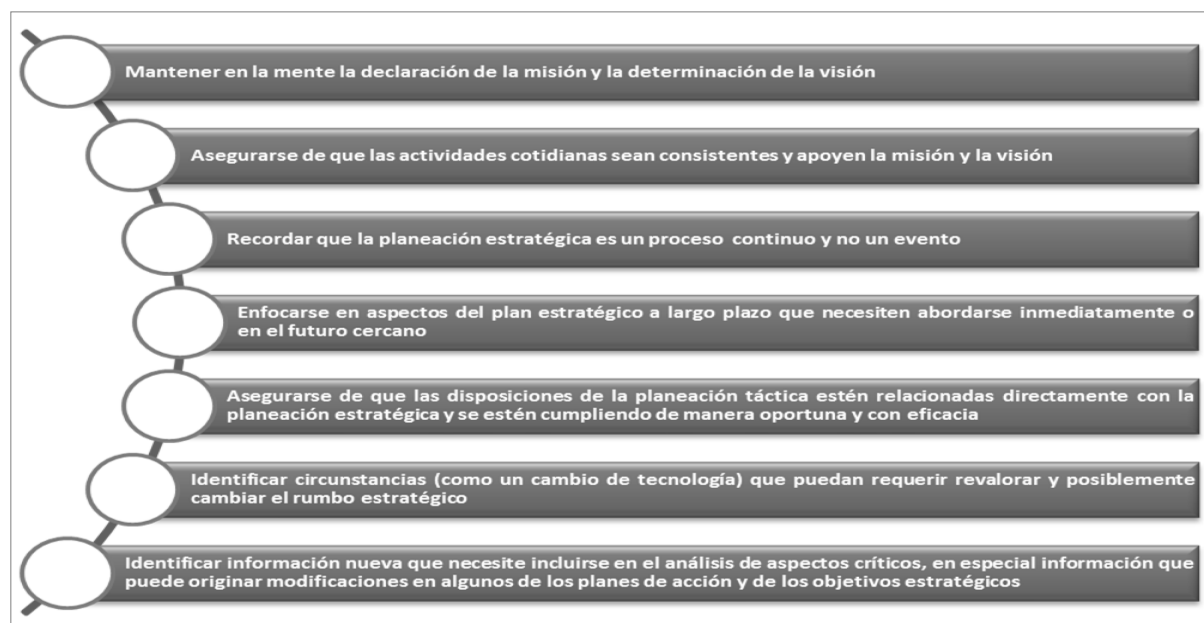 Mantener en la mente la declaración de la misión y la determinación de la visión
Asegurarse de que las actividades cotidianas sean consistentes y apoyen la misión y la visión
Recordar que la planeación estratégica es un proceso continuo y no un evento
Enfocarse en aspectos del plan estratégico a largo plazo que necesiten abordarse inmediatamente o
en el futuro cercano
Asegurarse de que las disposiciones de la planeación táctica estén relacionadas directamente con la
planeación estratégica y se estén cumpliendo de manera oportuna y con eficacia
Identificar circunstancias (como un cambio de tecnología) que puedan requerir revalorar y posiblemente
cambiar el rumbo estratégico
Identificar información nueva que necesite incluirse en el análisis de aspectos críticos, en especial información que
puede originar modificaciones en algunos de los planes de acción y de los objetivos estratégicos